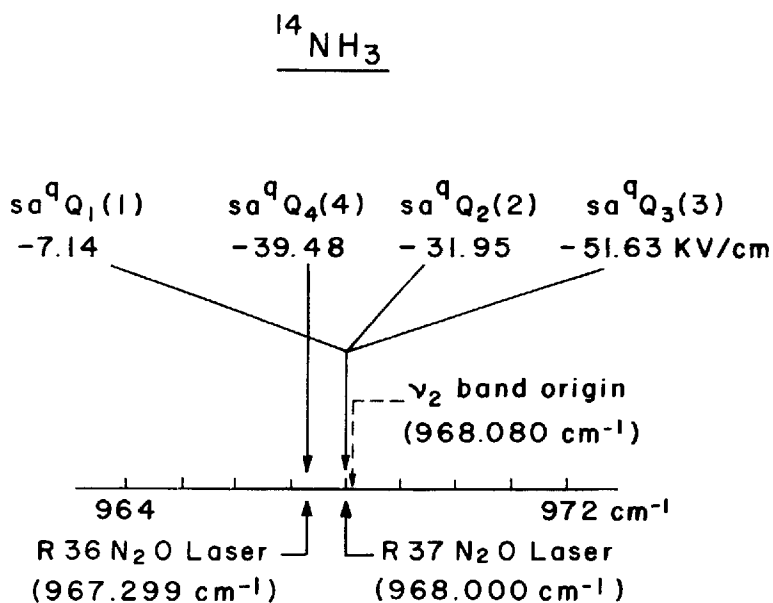 ¹⁴NH₃
saqQ₁(1) saqQ₄(4) saqQ₂(2) saqQ₃(3)
-7.14 -39.48 -31.95 -51.63 KV/cm
ν₂ band origin
(968.080 cm⁻¹)
964 972 cm⁻¹
R 36 N₂O Laser R 37 N₂O Laser
(967.299 cm⁻¹) (968.000 cm⁻¹)